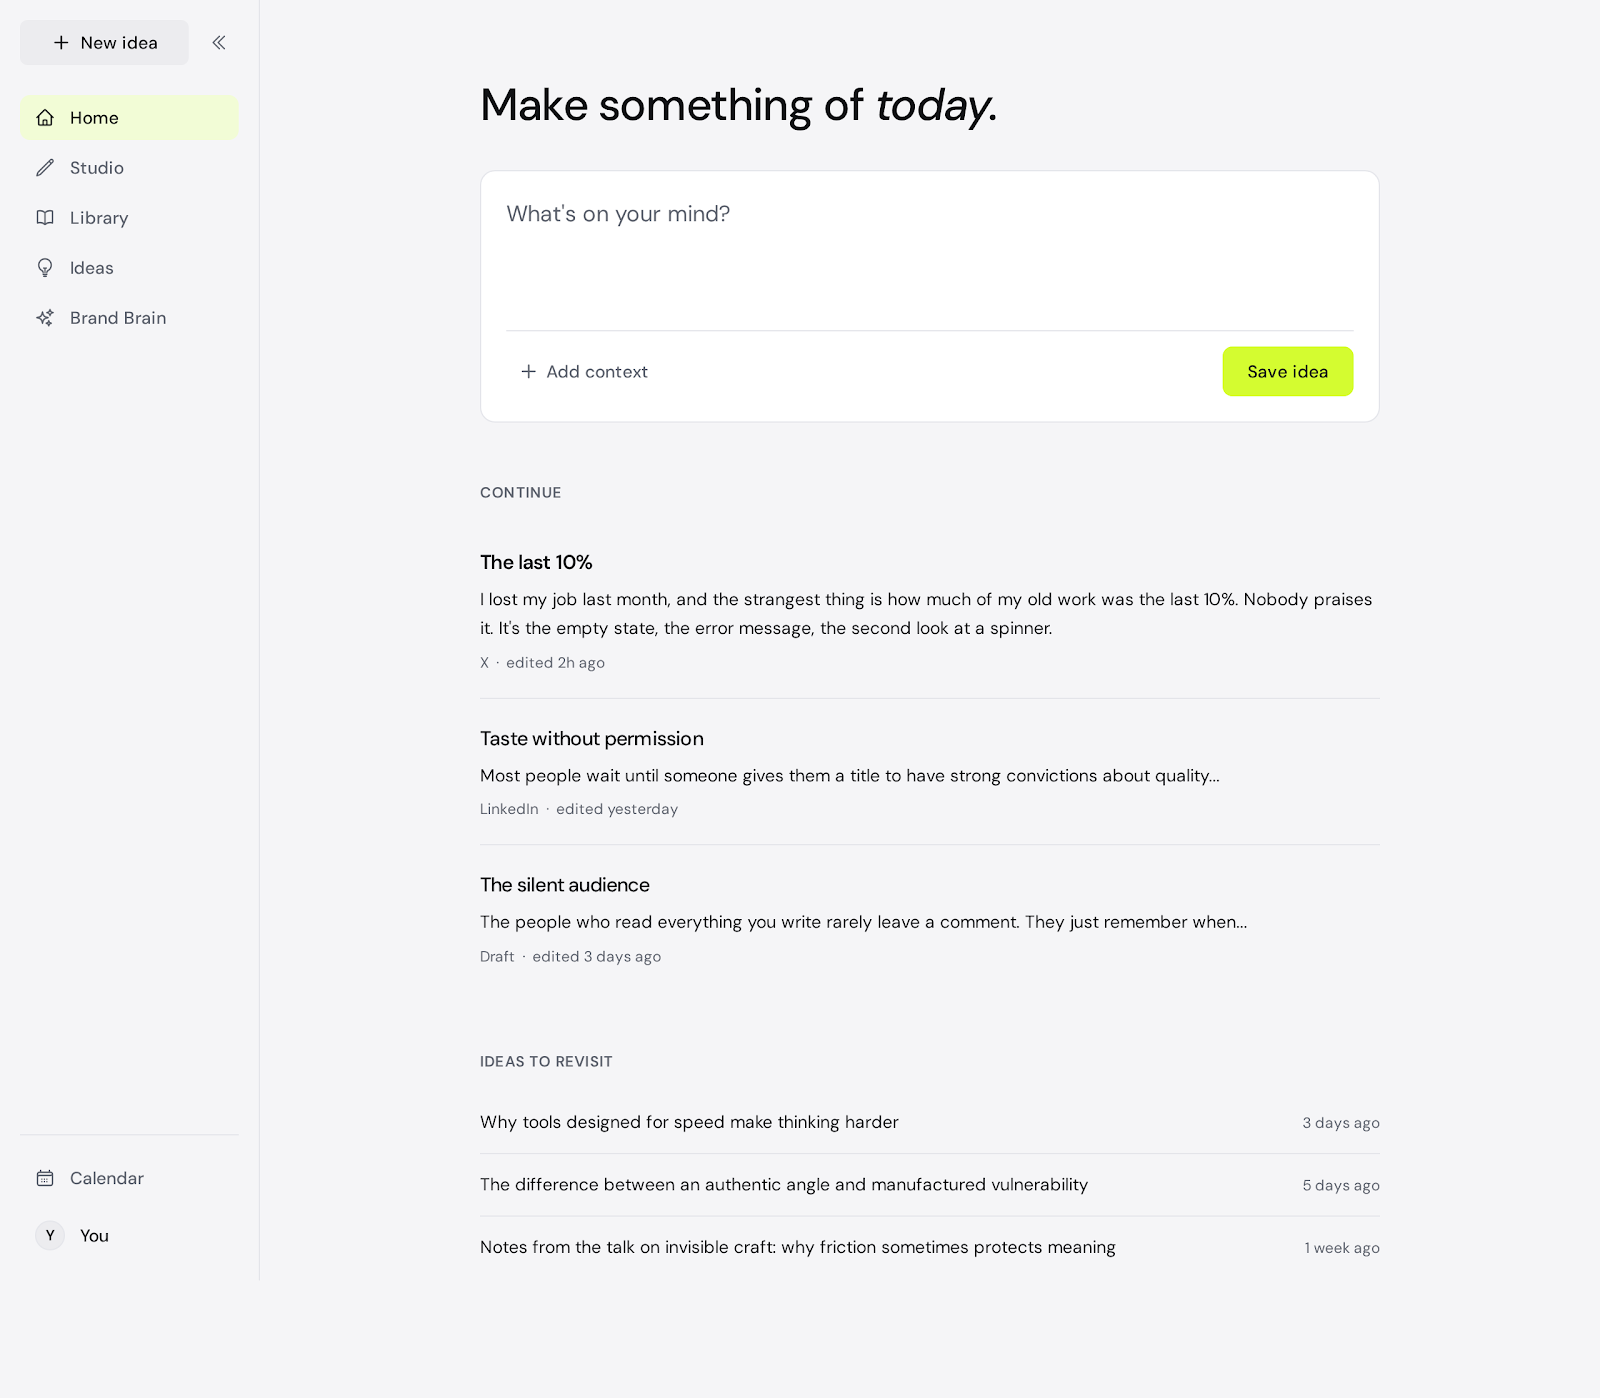 New idea
Home
Studio
Library
Ideas
Brand Brain
Calendar
Y
You
Make something of today.
What's on your mind?
Add context
Save idea
CONTINUE
The last 10%
I lost my job last month, and the strangest thing is how much of my old work was the last 10%. Nobody praises
it. It's the empty state, the error message, the second look at a spinner.
X · edited 2h ago
Taste without permission
Most people wait until someone gives them a title to have strong convictions about quality...
LinkedIn · edited yesterday
The silent audience
The people who read everything you write rarely leave a comment. They just remember when...
Draft · edited 3 days ago
IDEAS TO REVISIT
Why tools designed for speed make thinking harder
3 days ago
The difference between an authentic angle and manufactured vulnerability
5 days ago
Notes from the talk on invisible craft: why friction sometimes protects meaning
1 week ago